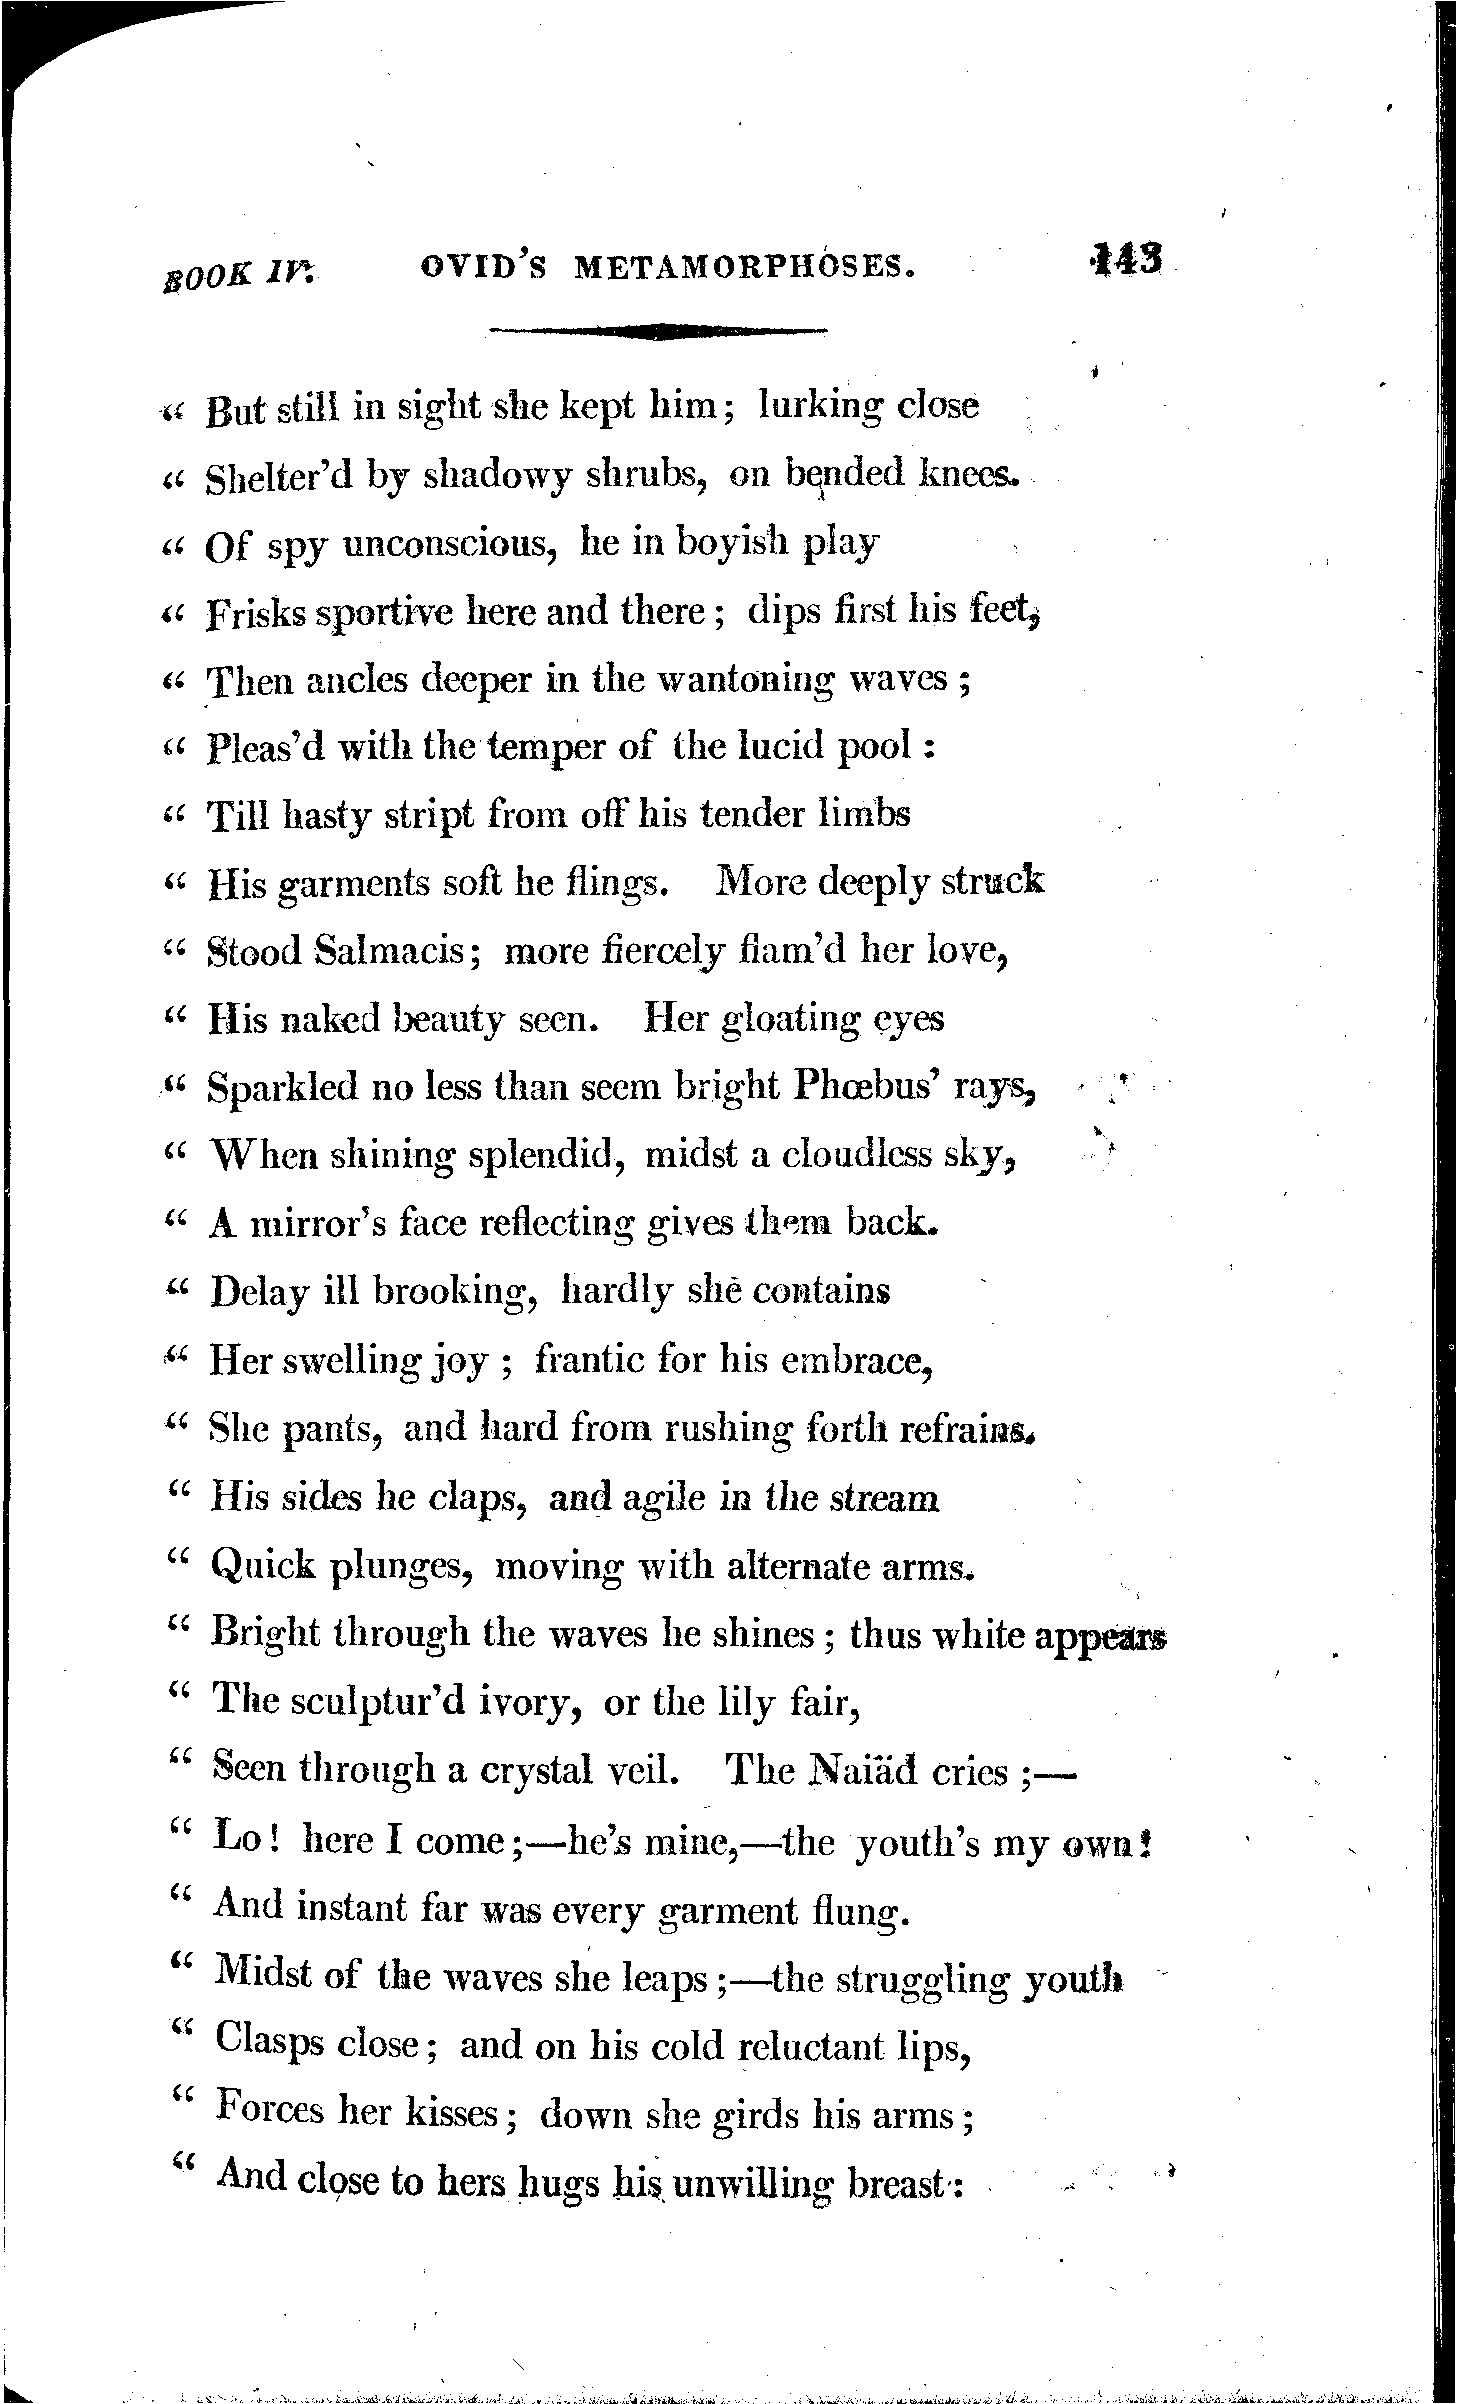 BOOK IV. OVID'S METAMORPHOSES. 143
“ But still in sight she kept him; lurking close
“ Shelter'd by shadowy shrubs, on bended knees.
“ Of spy unconscious, he in boyish play
“ Frisks sportive here and there; dips first his feet,
“ Then ancles deeper in the wantoning waves;
“ Pleas'd with the temper of the lucid pool:
“ Till hasty stript from off his tender limbs
“ His garments soft he flings. More deeply struck
“ Stood Salmacis; more fiercely flam'd her love,
“ His naked beauty seen. Her gloating eyes
“ Sparkled no less than seem bright Phœbus' rays,
“ When shining splendid, midst a cloudless sky,
“ A mirror's face reflecting gives them back.
“ Delay ill brooking, hardly she contains
“ Her swelling joy; frantic for his embrace,
“ She pants, and hard from rushing forth refrains.
“ His sides he claps, and agile in the stream
“ Quick plunges, moving with alternate arms.
“ Bright through the waves he shines; thus white appears
“ The sculptur'd ivory, or the lily fair,
“ Seen through a crystal veil. The Naiäd cries;—
“ Lo! here I come;—he's mine,—the youth's my own!
“ And instant far was every garment flung.
“ Midst of the waves she leaps;—the struggling youth
“ Clasps close; and on his cold reluctant lips,
“ Forces her kisses; down she girds his arms;
“ And close to hers hugs his unwilling breast: